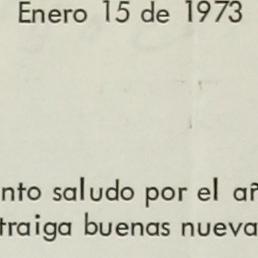 Enero 15 de 1973
nto saludo por el añ
traiga buenas nueva